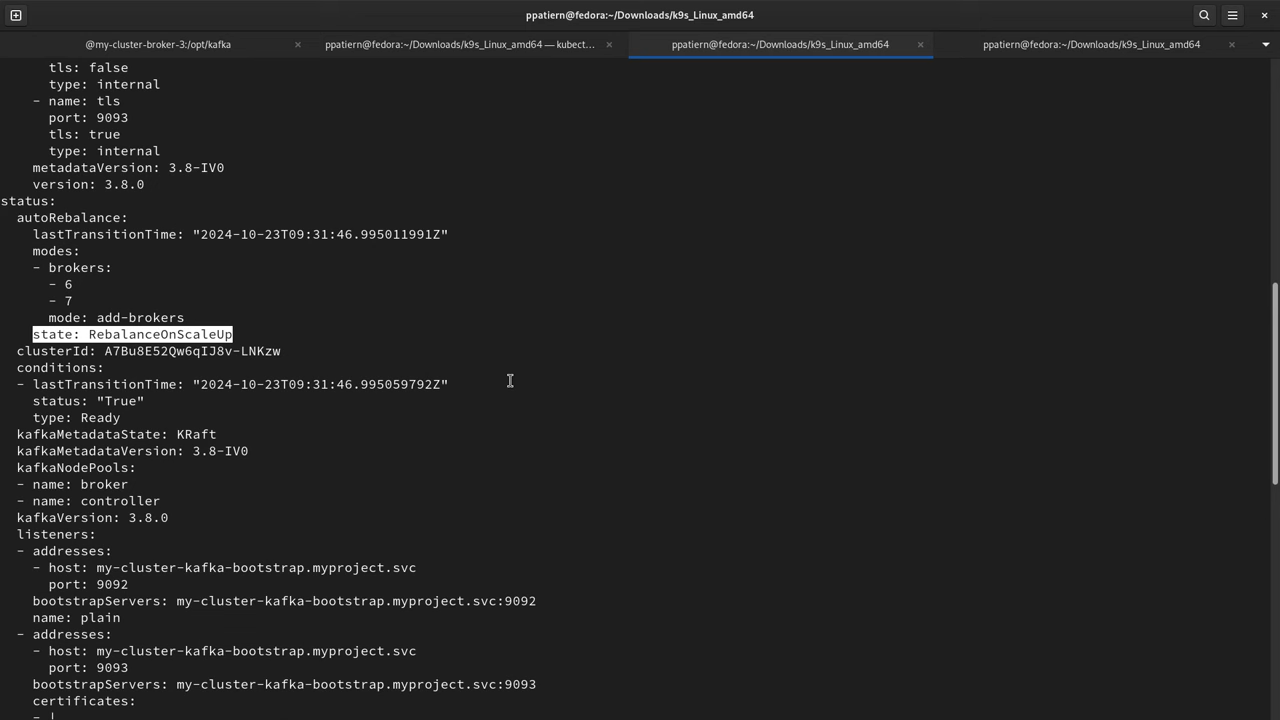 ppatiern@fedora:~/Downloads/k9s_Linux_amd64
@my-cluster-broker-3:/opt/kafka
ppatiern@fedora:~/Downloads/k9s_Linux_amd64 — kubect...
ppatiern@fedora:~/Downloads/k9s_Linux_amd64
ppatiern@fedora:~/Downloads/k9s_Linux_amd64
    tls: false
    type: internal
  - name: tls
    port: 9093
    tls: true
    type: internal
  metadataVersion: 3.8-IV0
  version: 3.8.0
status:
  autoRebalance:
    lastTransitionTime: "2024-10-23T09:31:46.995011991Z"
    modes:
    - brokers:
      - 6
      - 7
      mode: add-brokers
    state: RebalanceOnScaleUp
  clusterId: A7Bu8E52Qw6qIJ8v-LNKzw
  conditions:
  - lastTransitionTime: "2024-10-23T09:31:46.995059792Z"
    status: "True"
    type: Ready
  kafkaMetadataState: KRaft
  kafkaMetadataVersion: 3.8-IV0
  kafkaNodePools:
  - name: broker
  - name: controller
  kafkaVersion: 3.8.0
  listeners:
  - addresses:
    - host: my-cluster-kafka-bootstrap.myproject.svc
      port: 9092
    bootstrapServers: my-cluster-kafka-bootstrap.myproject.svc:9092
    name: plain
  - addresses:
    - host: my-cluster-kafka-bootstrap.myproject.svc
      port: 9093
    bootstrapServers: my-cluster-kafka-bootstrap.myproject.svc:9093
    certificates:
    - |